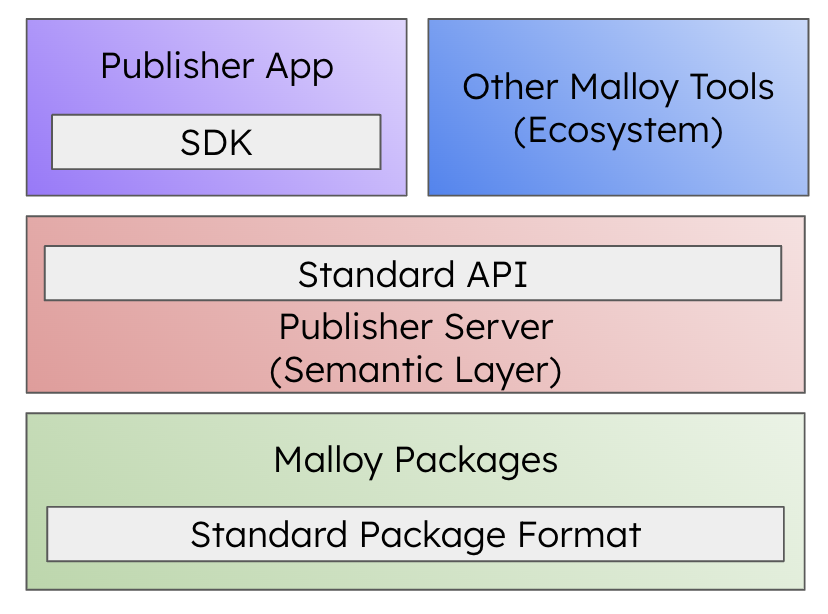 Publisher App
SDK
Other Malloy Tools
(Ecosystem)
Standard API
Publisher Server
(Semantic Layer)
Malloy Packages
Standard Package Format